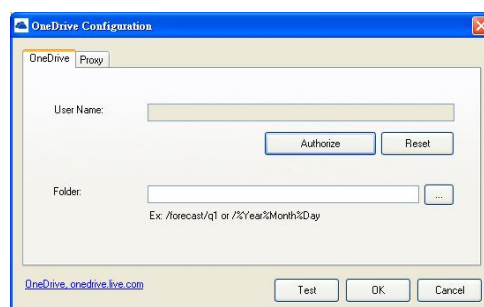 OneDrive Configuration
OneDrive Proxy
User Name:
Authorize Reset
Folder: ...
Ex: /forecast/q1 or /%Year%Month%Day
OneDrive, onedrive.live.com
Test OK Cancel